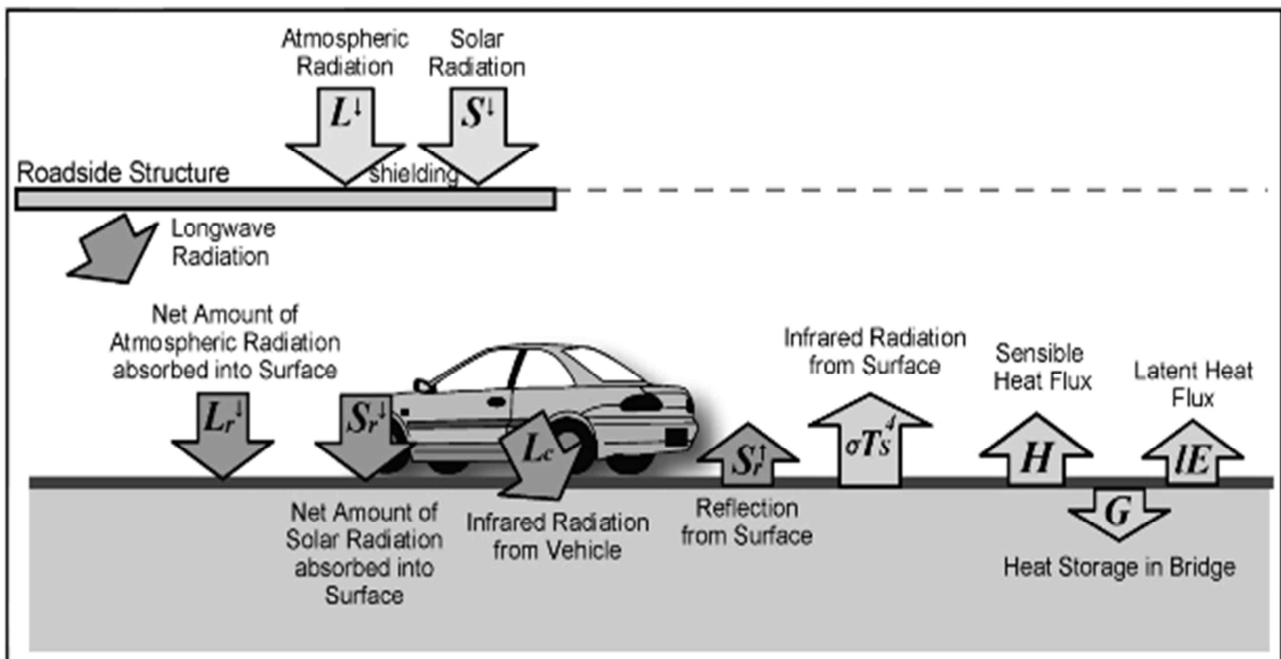 Atmospheric
Radiation
Solar
Radiation
L↓
S↓
Roadside Structure
shielding
Longwave
Radiation
Net Amount of
Atmospheric Radiation
absorbed into Surface
Infrared Radiation
from Surface
Sensible
Heat Flux
Latent Heat
Flux
Lr↓
Sr↓
Lc
Sr↑
σTs⁴
H
lE
G
Net Amount of
Solar Radiation
absorbed into
Surface
Infrared Radiation
from Vehicle
Reflection
from Surface
Heat Storage in Bridge